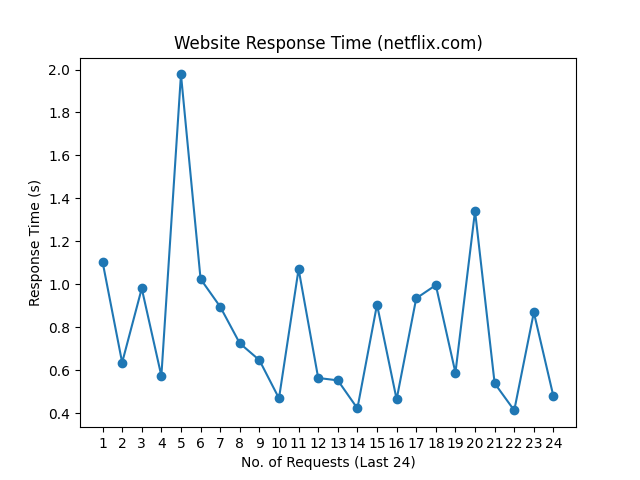 Website Response Time (netflix.com)
2.0
1.8
1.6
1.4
1.2
1.0
0.8
0.6
0.4
Response Time (s)
1 2 3 4 5 6 7 8 9 10 11 12 13 14 15 16 17 18 19 20 21 22 23 24
No. of Requests (Last 24)